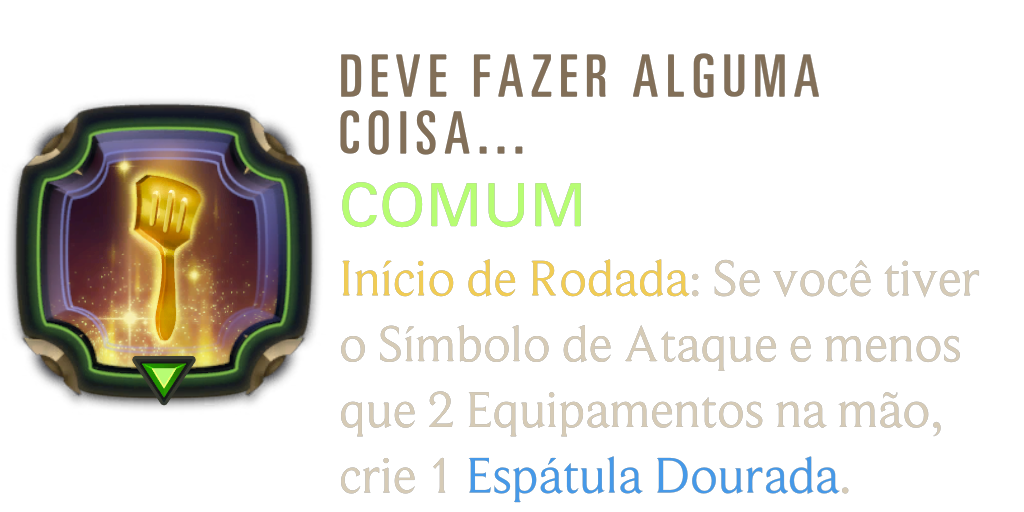 DEVE FAZER ALGUMA
COISA...
COMUM
Início de Rodada: Se você tiver
o Símbolo de Ataque e menos
que 2 Equipamentos na mão,
crie 1 Espátula Dourada.